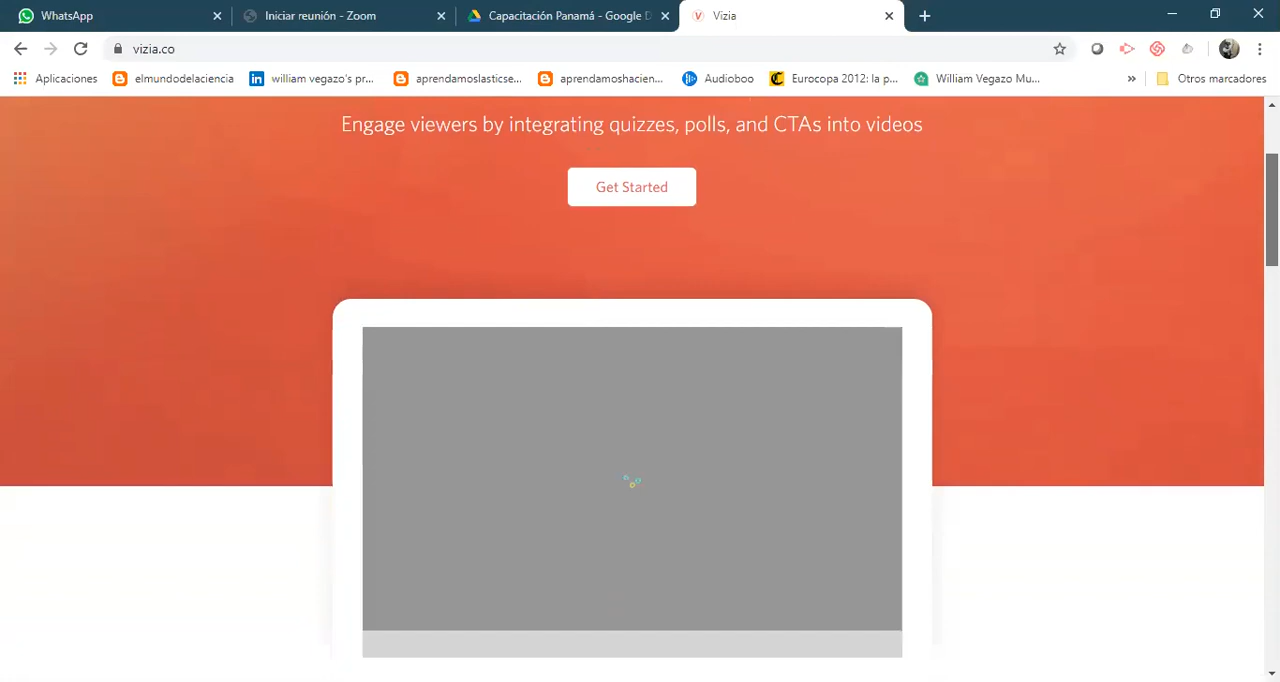 WhatsApp
Iniciar reunión - Zoom
Capacitación Panamá - Google D
Vizia
vizia.co
Aplicaciones
elmundodelaciencia
william vegazo's pr...
aprendamoslasticse...
aprendamoshacien...
Audioboo
Eurocopa 2012: la p...
William Vegazo Mu...
Otros marcadores
Engage viewers by integrating quizzes, polls, and CTAs into videos
Get Started